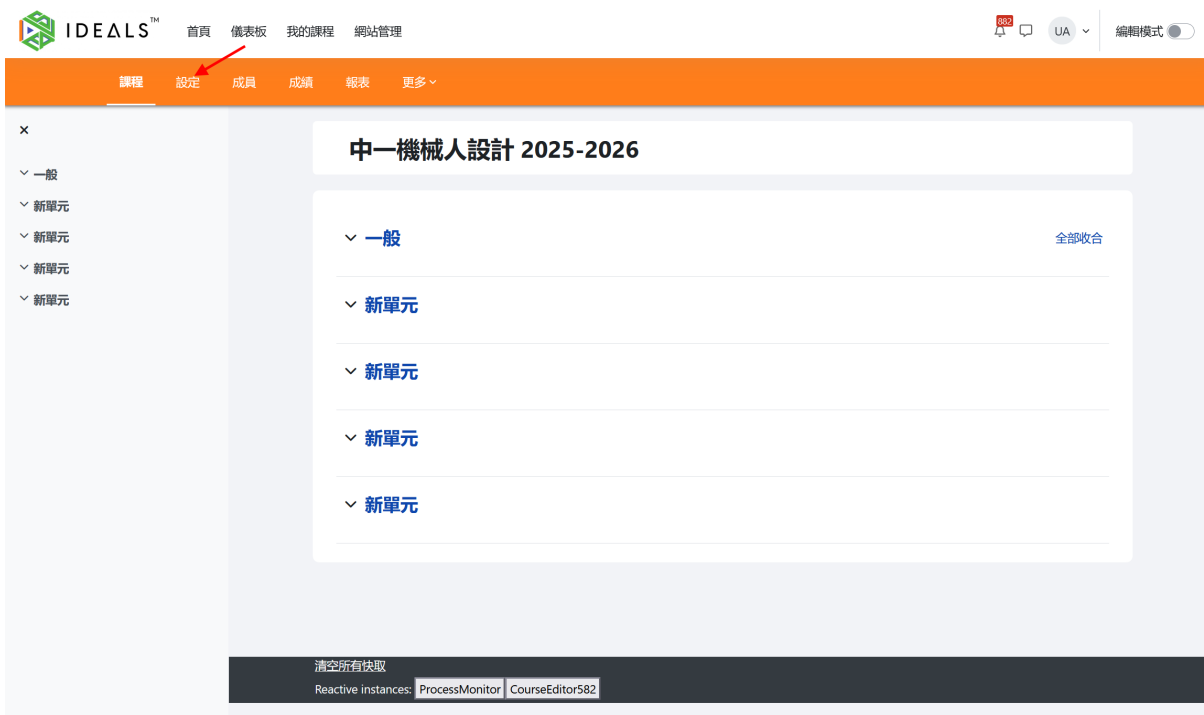 IDEALS™ 首頁 儀表板 我的課程 網站管理 882 UA 編輯模式
課程 設定 成員 成績 報表 更多
中一機械人設計 2025-2026
一般
新單元
新單元
新單元
新單元
一般 全部收合
新單元
新單元
新單元
新單元
清空所有快取
Reactive instances: ProcessMonitor CourseEditor582